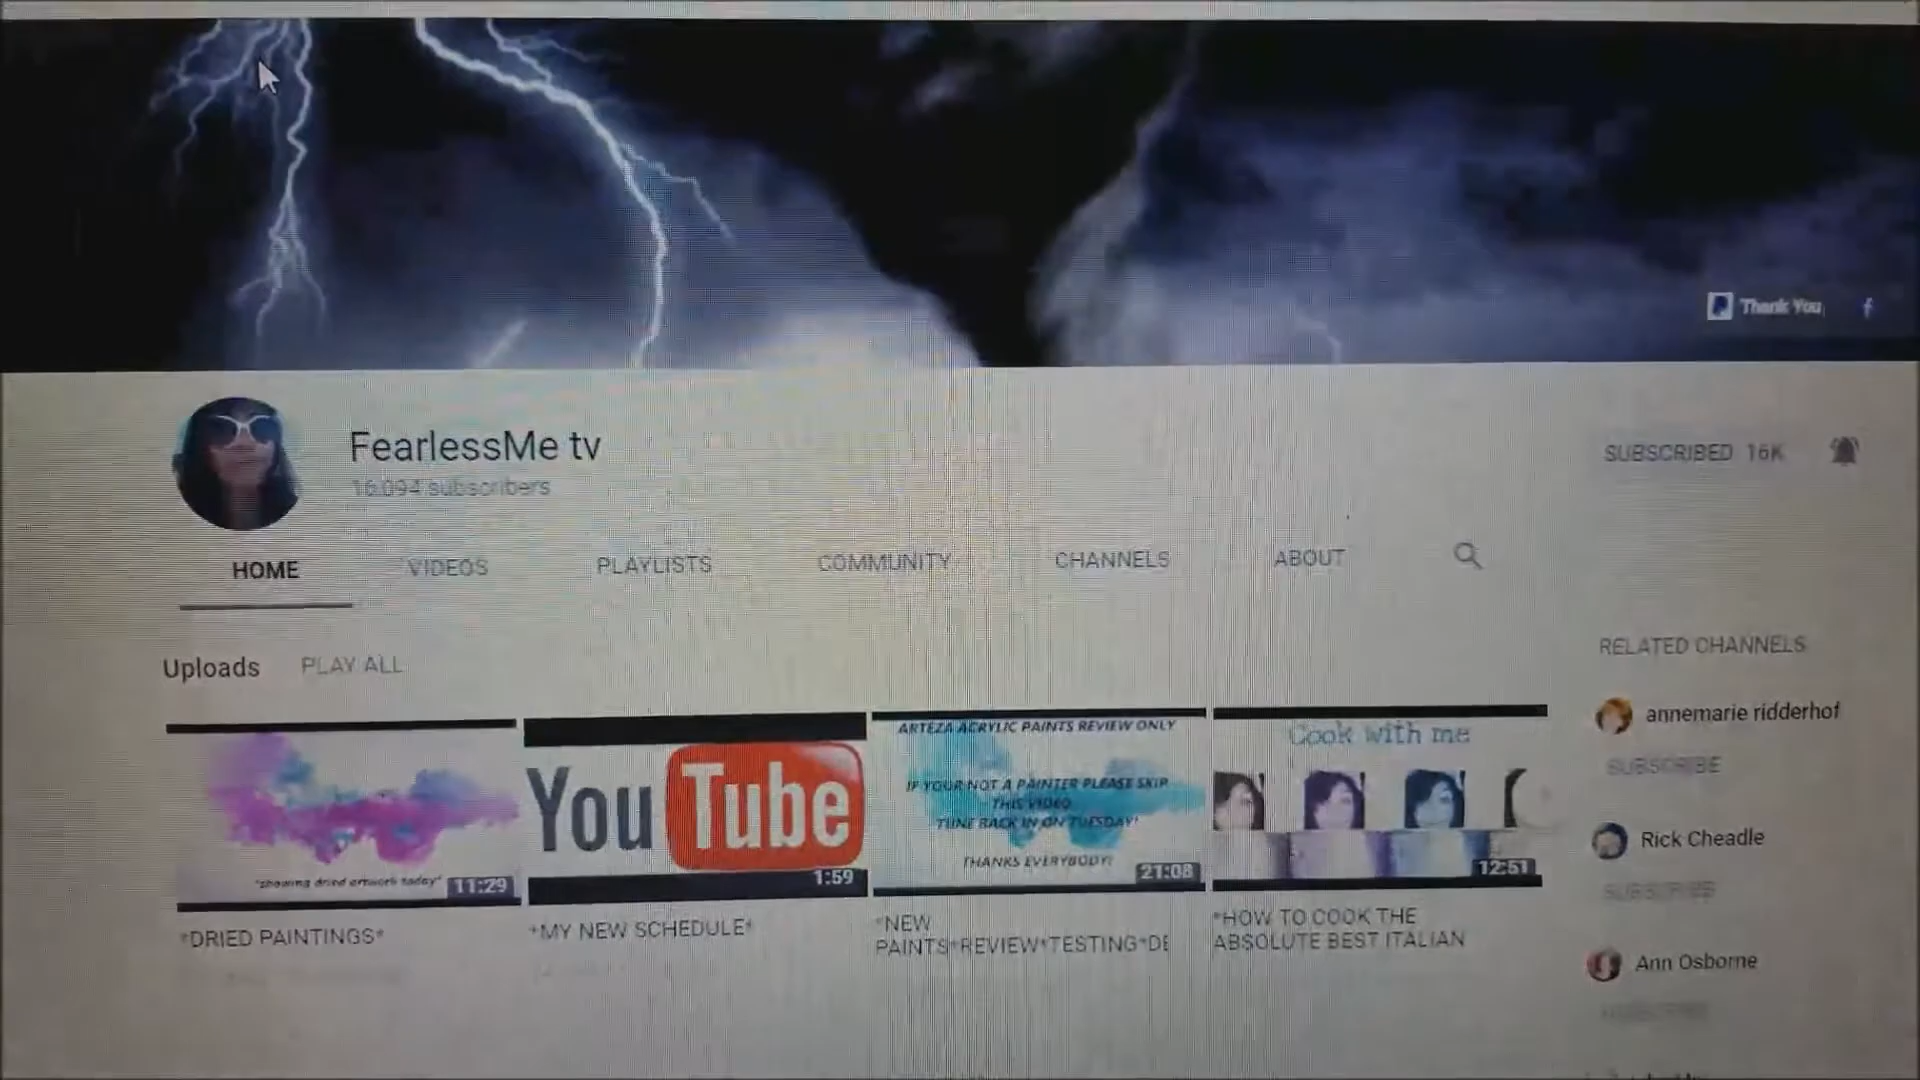 Thank You
FearlessMe tv
16,094 subscribers
SUBSCRIBED 16K
HOME
VIDEOS
PLAYLISTS
COMMUNITY
CHANNELS
ABOUT
Uploads
PLAY ALL
*showing dried artwork today*
11:29
*DRIED PAINTINGS*
YouTube
1:59
*MY NEW SCHEDULE*
ARTEZA ACRYLIC PAINTS REVIEW ONLY
IF YOUR NOT A PAINTER PLEASE SKIP
THIS VIDEO
TUNE BACK IN ON TUESDAY!
THANKS EVERYBODY!
21:08
*NEW
PAINTS*REVIEW*TESTING*DE
Cook with me
12:51
*HOW TO COOK THE
ABSOLUTE BEST ITALIAN
RELATED CHANNELS
annemarie ridderhof
SUBSCRIBE
Rick Cheadle
SUBSCRIBE
Ann Osborne
SUBSCRIBE